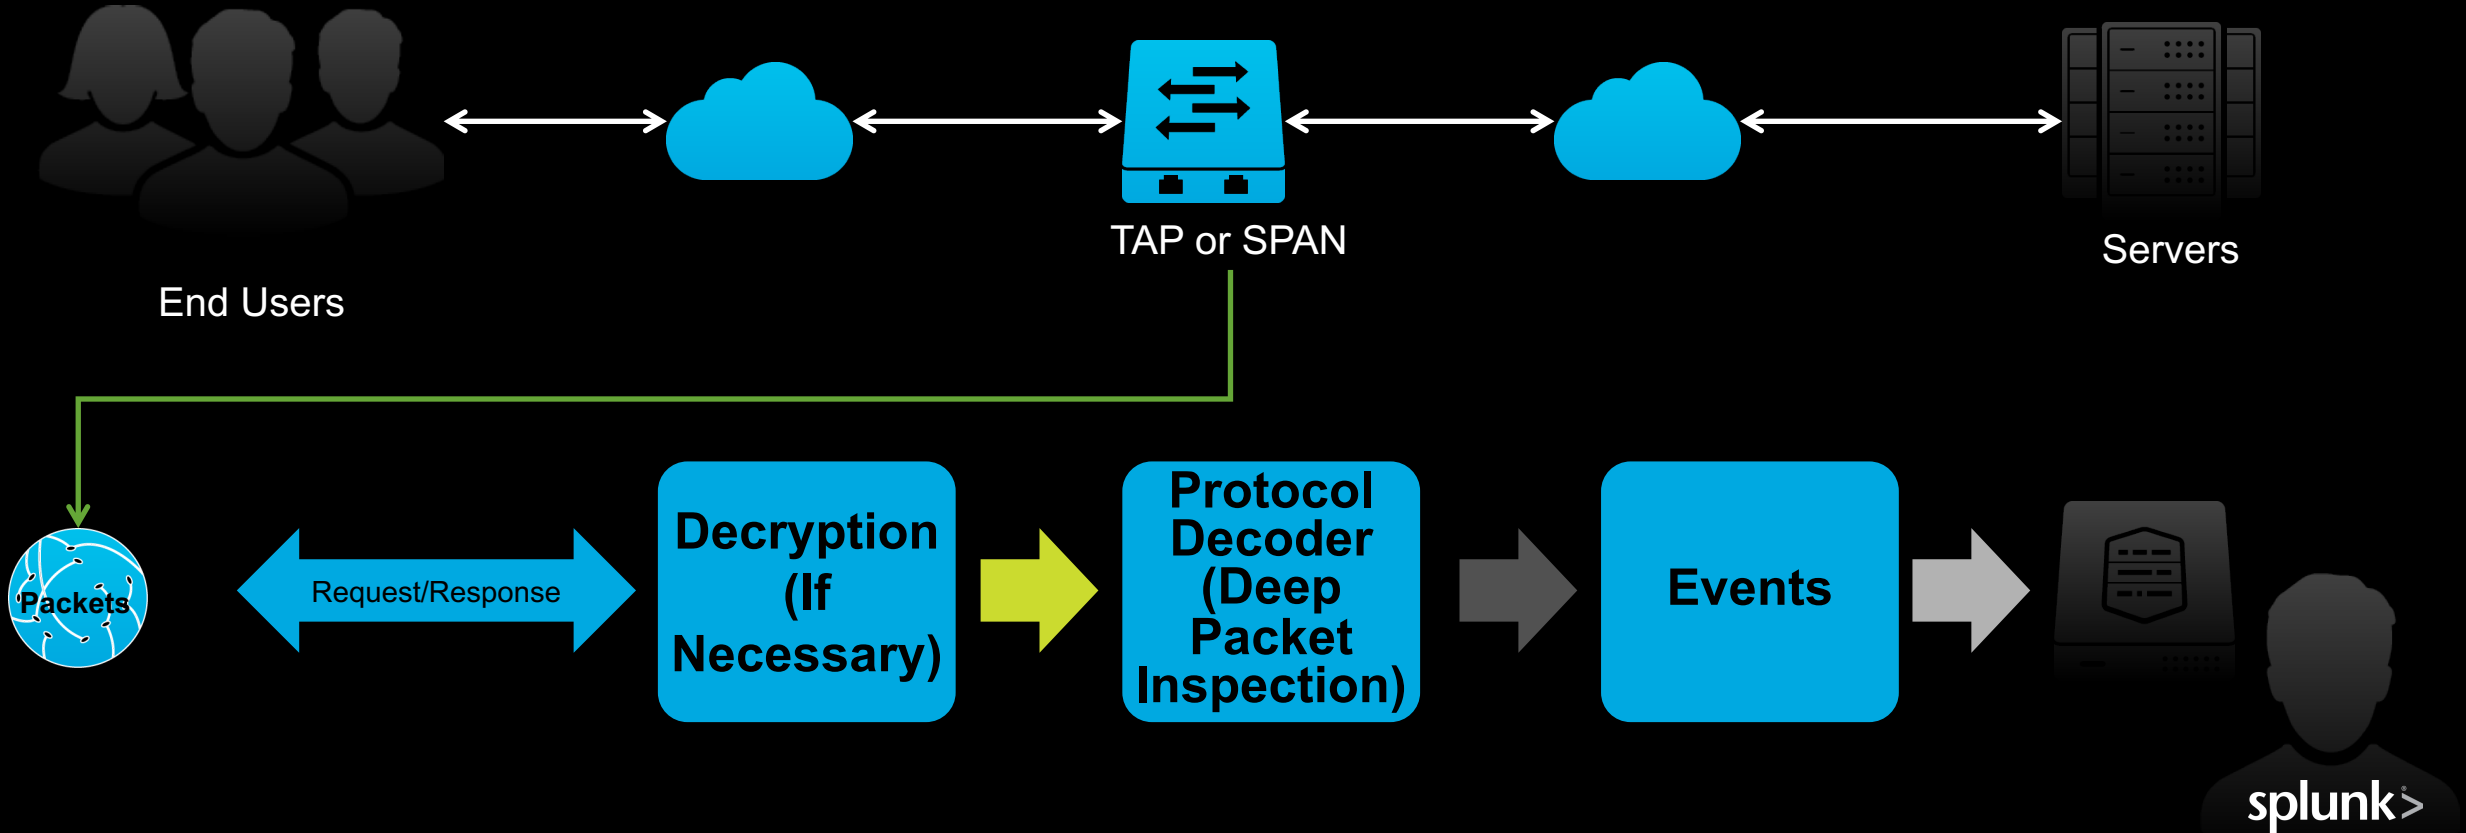 TAP or SPAN
Servers
End Users
Packets
Request/Response
Decryption
(If
Necessary)
Protocol
Decoder
(Deep
Packet
Inspection)
Events
splunk>